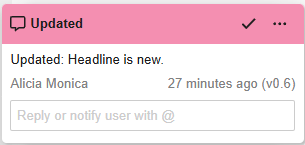 Updated
Updated: Headline is new.
Alicia Monica 27 minutes ago (v0.6)
Reply or notify user with @